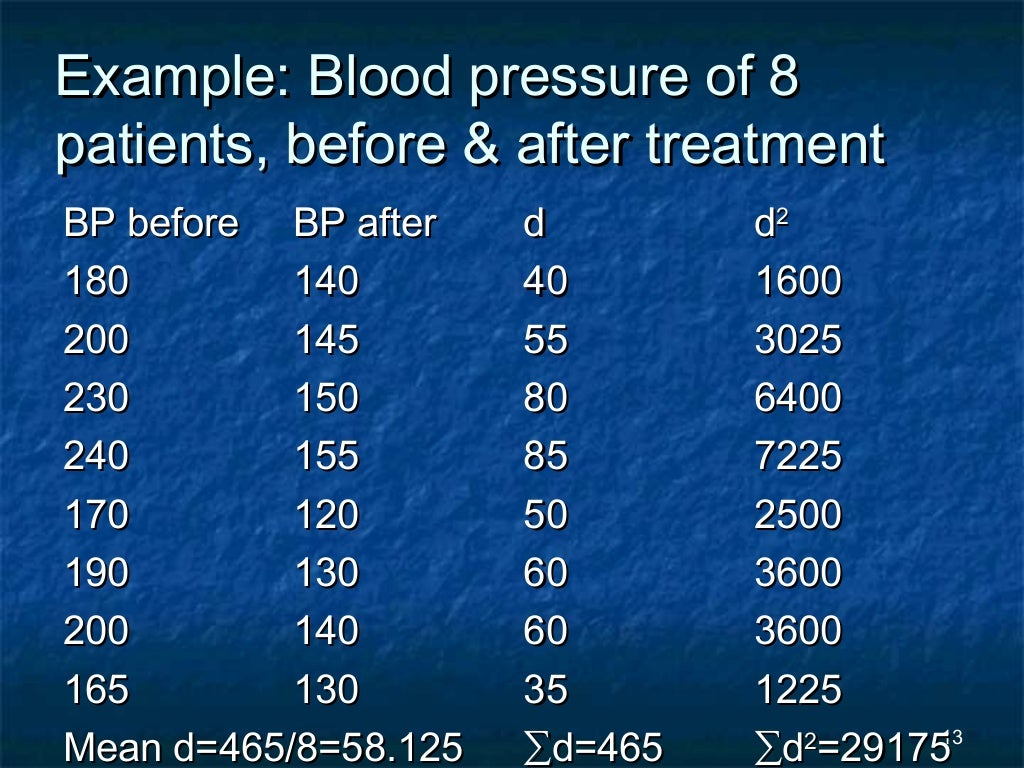 Example: Blood pressure of 8
patients, before & after treatment
BP before BP after d d²
180 140 40 1600
200 145 55 3025
230 150 80 6400
240 155 85 7225
170 120 50 2500
190 130 60 3600
200 140 60 3600
165 130 35 1225
Mean d=465/8=58.125 ∑d=465 ∑d²=29175